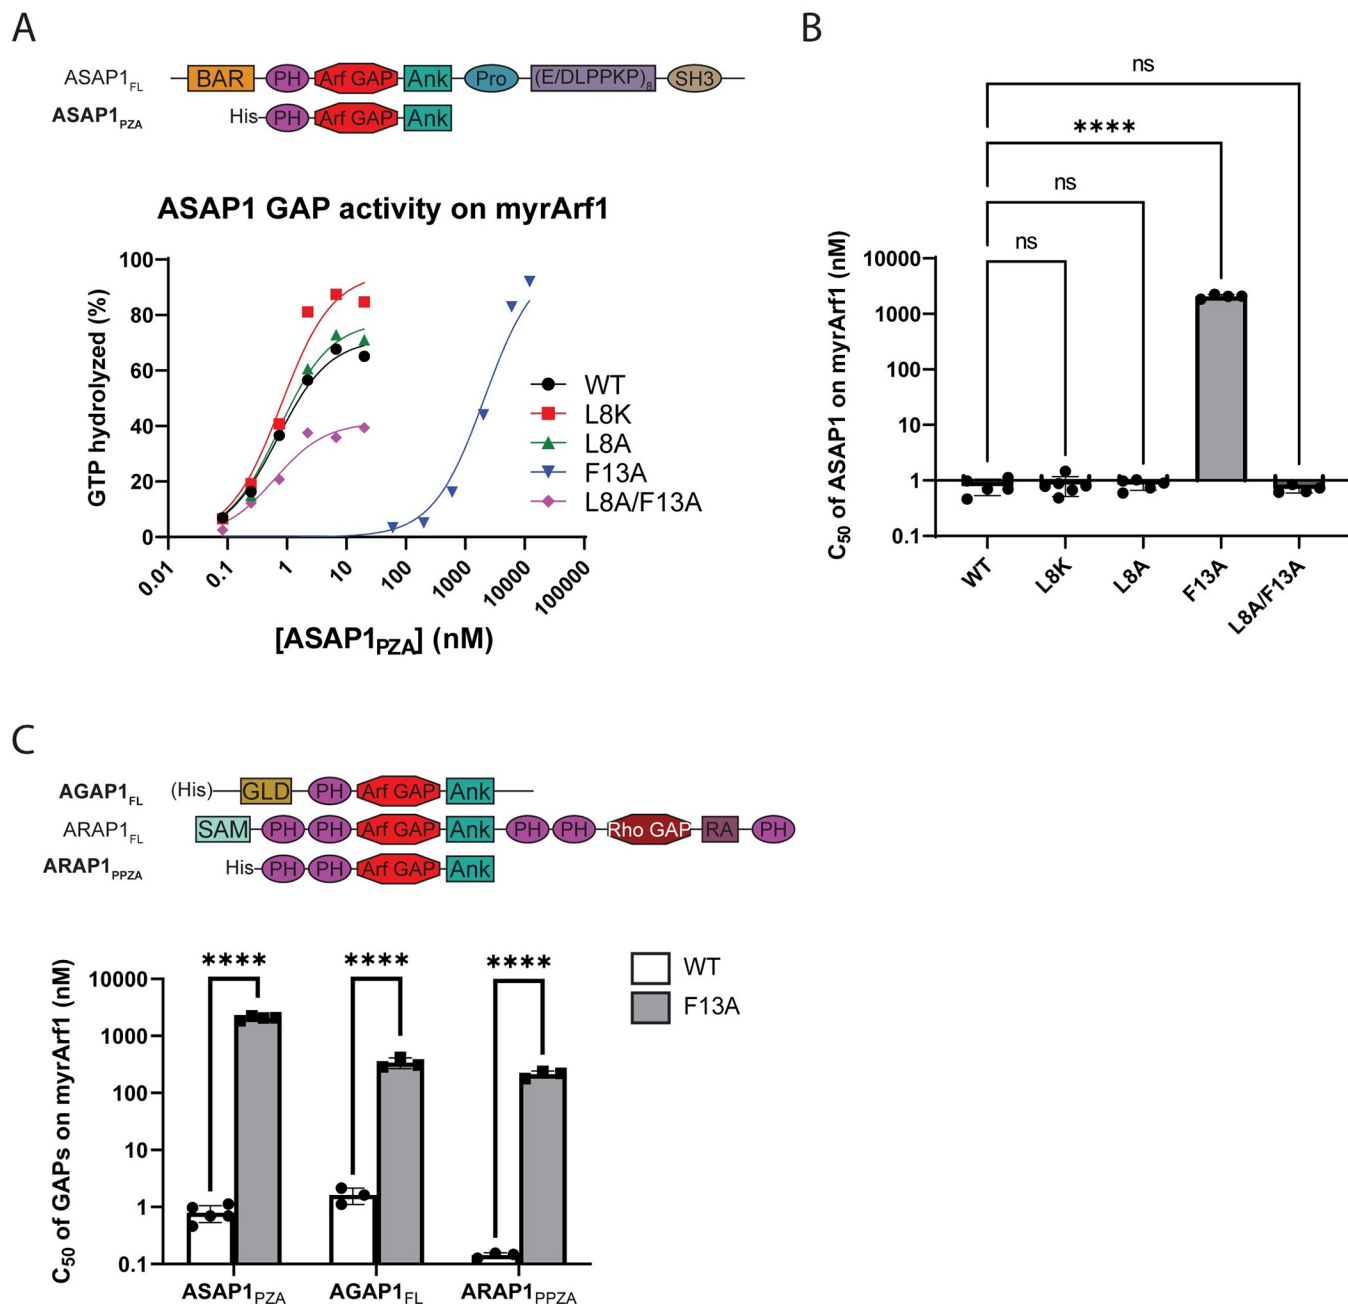 A
ASAP1FL BAR PH Arf GAP Ank Pro (E/DLPPKP)8 SH3
ASAP1PZA His PH Arf GAP Ank
ASAP1 GAP activity on myrArf1
GTP hydrolyzed (%)
100
80
60
40
20
0
0.01 0.1 1 10 100 1000 10000 100000
[ASAP1PZA] (nM)
WT
L8K
L8A
F13A
L8A/F13A
B
ns
****
ns
ns
C50 of ASAP1 on myrArf1 (nM)
10000
1000
100
10
1
0.1
WT L8K L8A F13A L8A/F13A
C
AGAP1FL (His) GLD PH Arf GAP Ank
ARAP1FL SAM PH PH Arf GAP Ank PH PH Rho GAP RA PH
ARAP1PPZA His PH PH Arf GAP Ank
C50 of GAPs on myrArf1 (nM)
**** **** ****
10000
1000
100
10
1
0.1
ASAP1PZA AGAP1FL ARAP1PPZA
WT
F13A